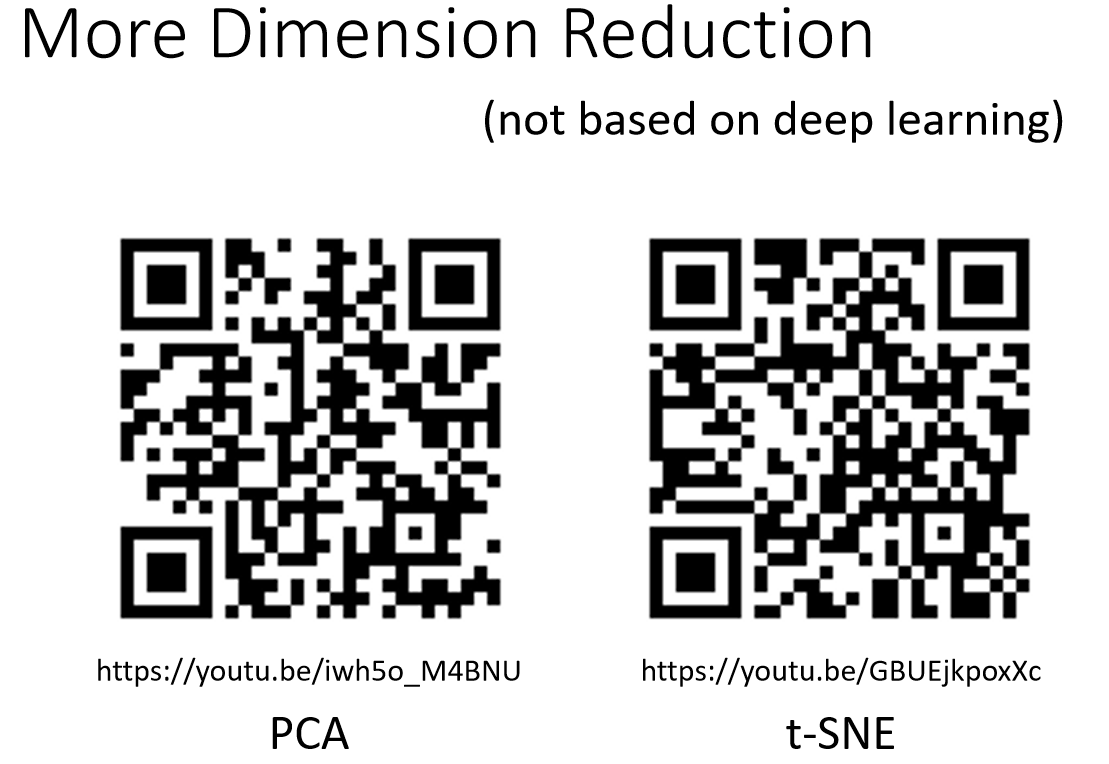 More Dimension Reduction
(not based on deep learning)
https://youtu.be/iwh5o_M4BNU
https://youtu.be/GBUEjkpoxXc
PCA
t-SNE